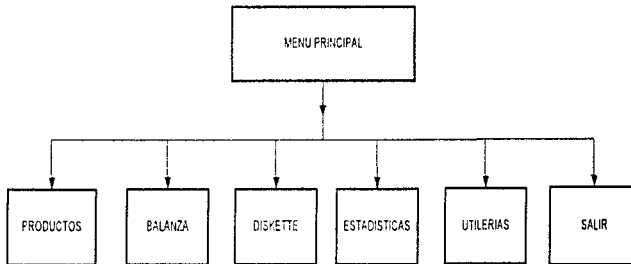 MENU PRINCIPAL
PRODUCTOS
BALANZA
DISKETTE
ESTADISTICAS
UTILERIAS
SALIR